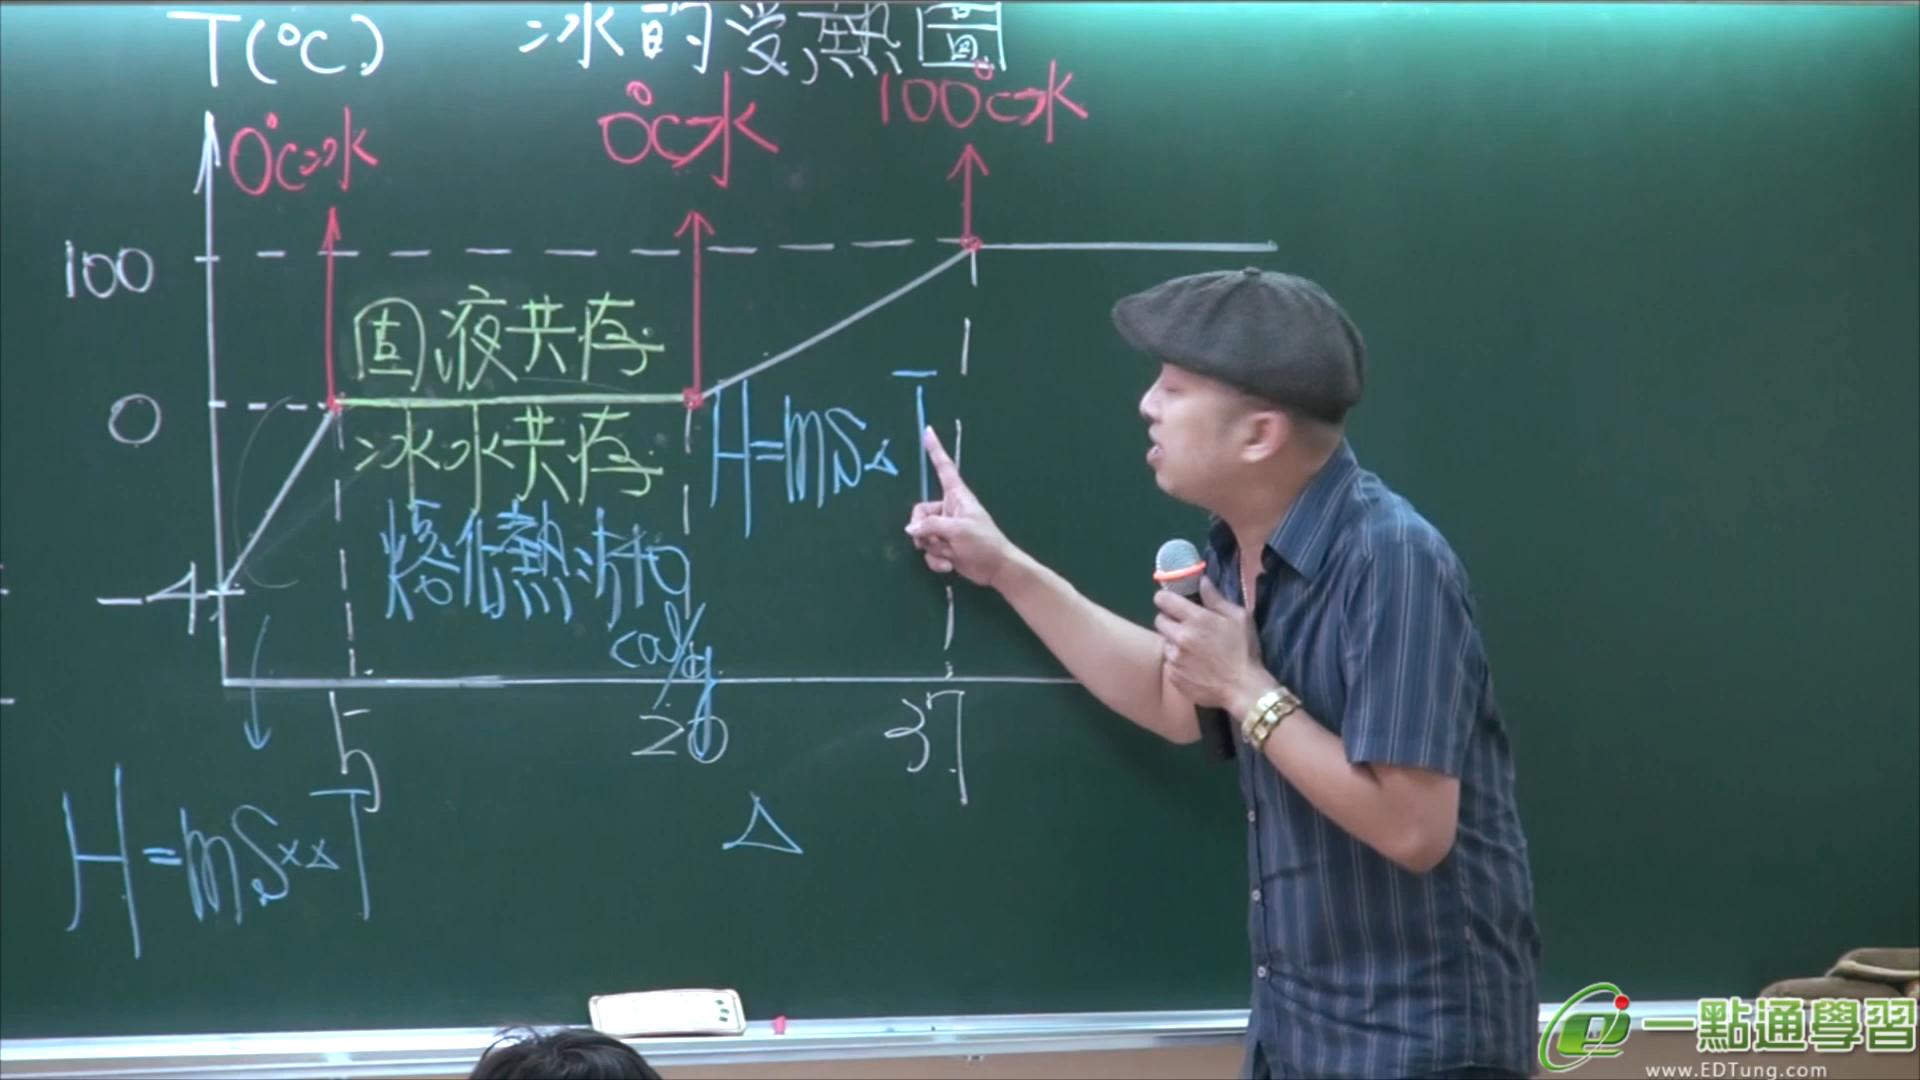 T(°C) 冰的受熱圖
0°C冰
0°C水
100°C水
100
固液共存
0
冰水共存
H=mS△T
熔化熱:80
cal/g
-4
5
20
37
H=mS×△T
△
一點通學習
www.EDTung.com